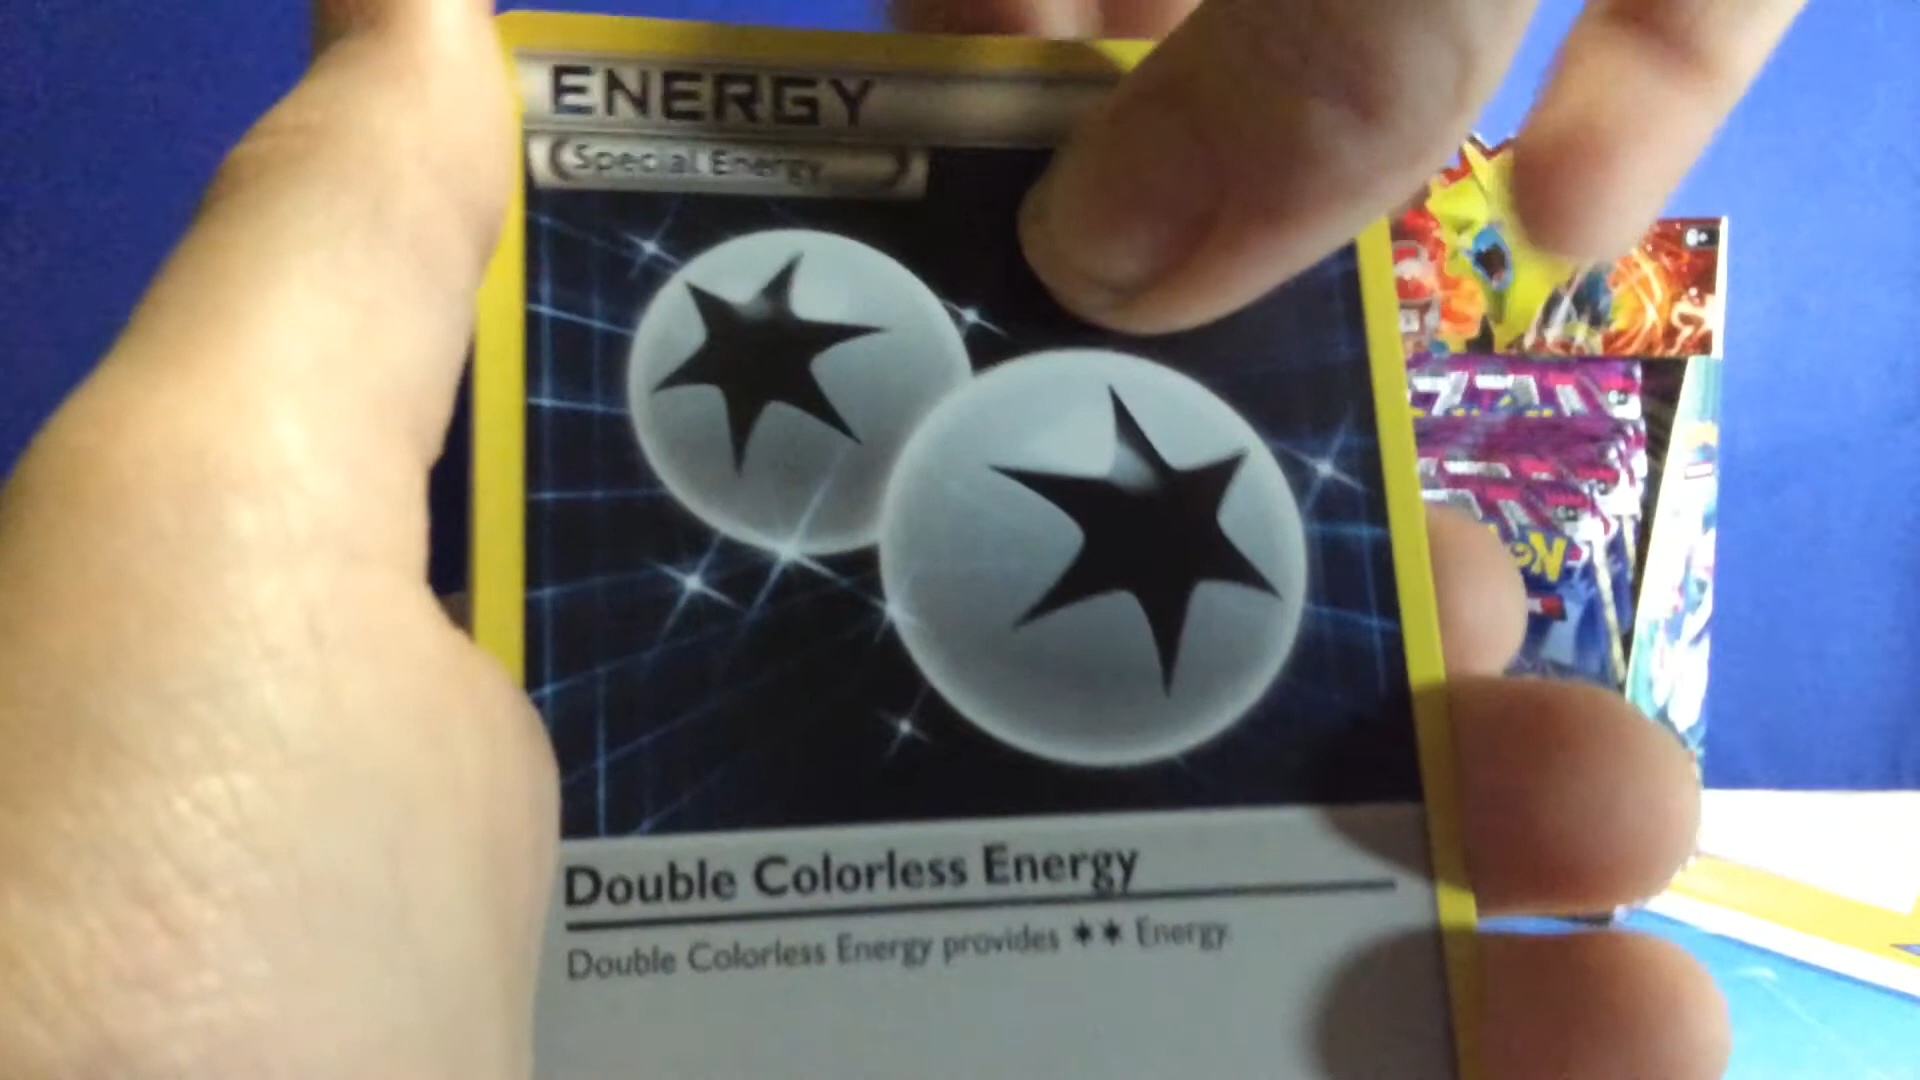 ENERGY
Special Energy
Double Colorless Energy
Double Colorless Energy provides ✶✶ Energy.